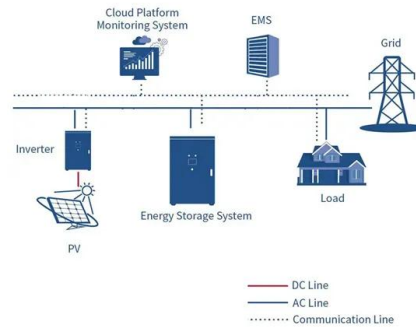 Cloud Platform
Monitoring System
EMS
Grid
Inverter
Energy Storage System
Load
PV
DC Line
AC Line
Communication Line